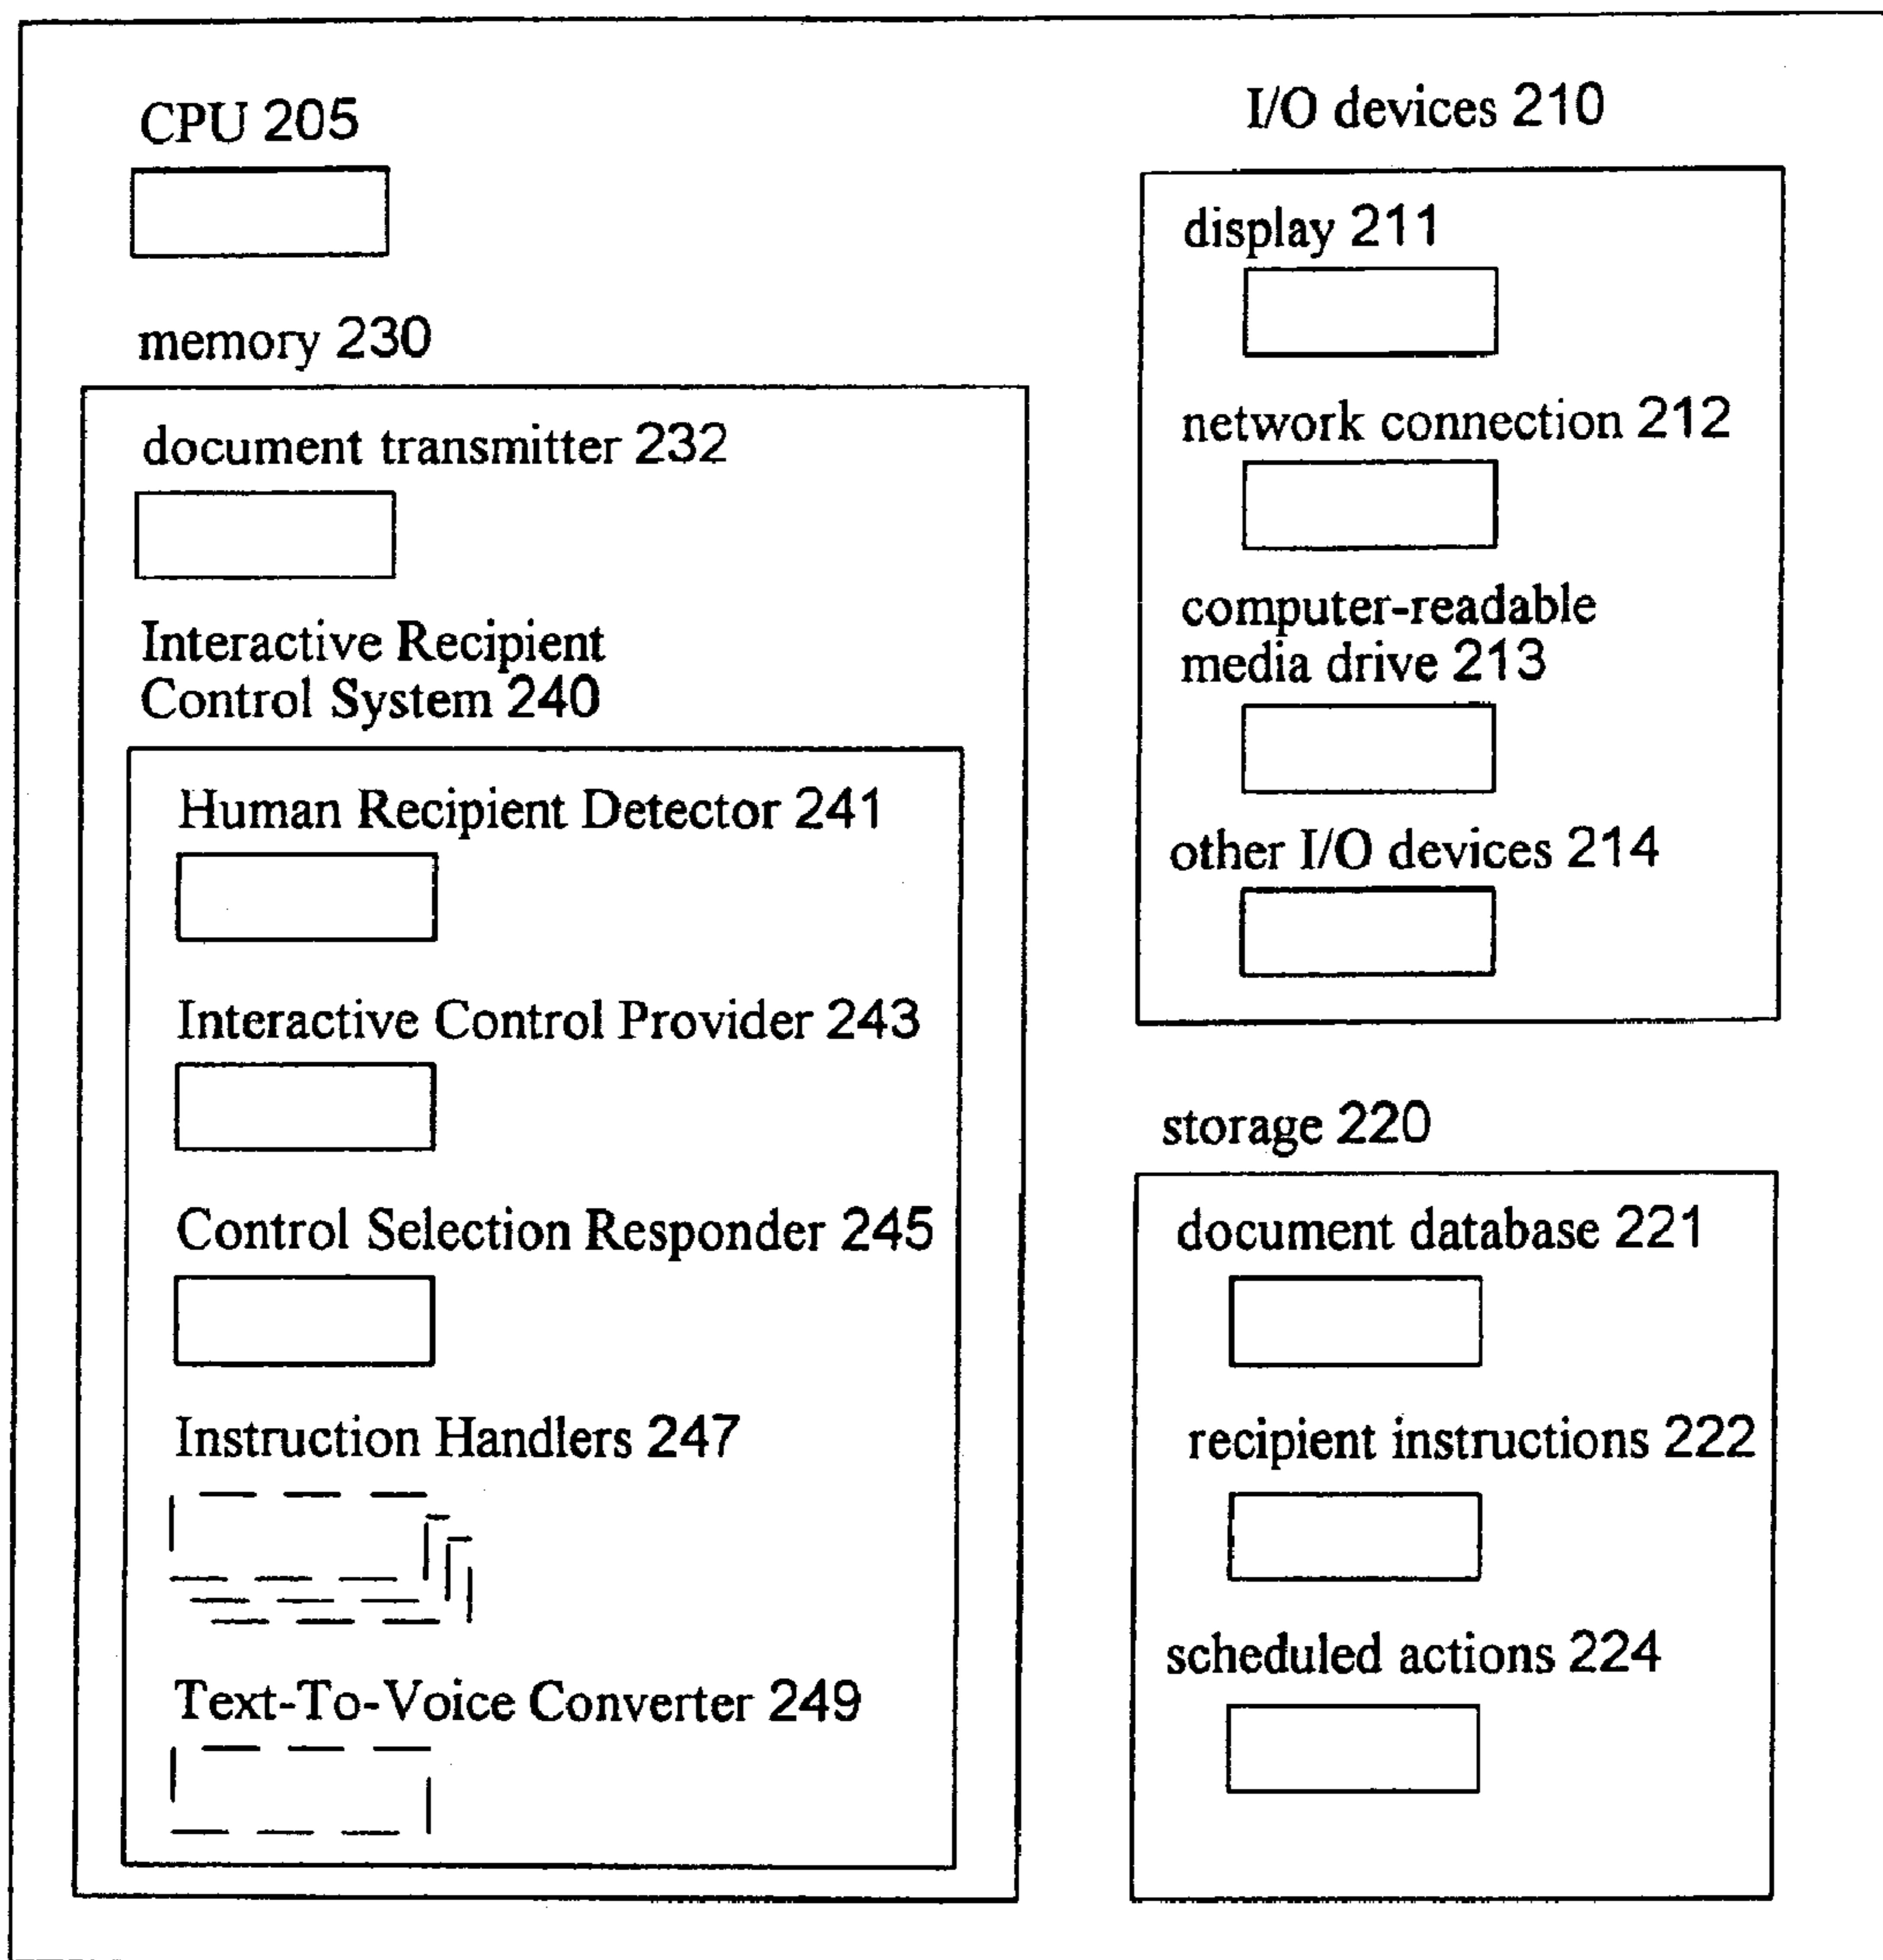 CPU 205
memory 230
document transmitter 232
Interactive Recipient
Control System 240
Human Recipient Detector 241
Interactive Control Provider 243
Control Selection Responder 245
Instruction Handlers 247
Text-To-Voice Converter 249
I/O devices 210
display 211
network connection 212
computer-readable
media drive 213
other I/O devices 214
storage 220
document database 221
recipient instructions 222
scheduled actions 224